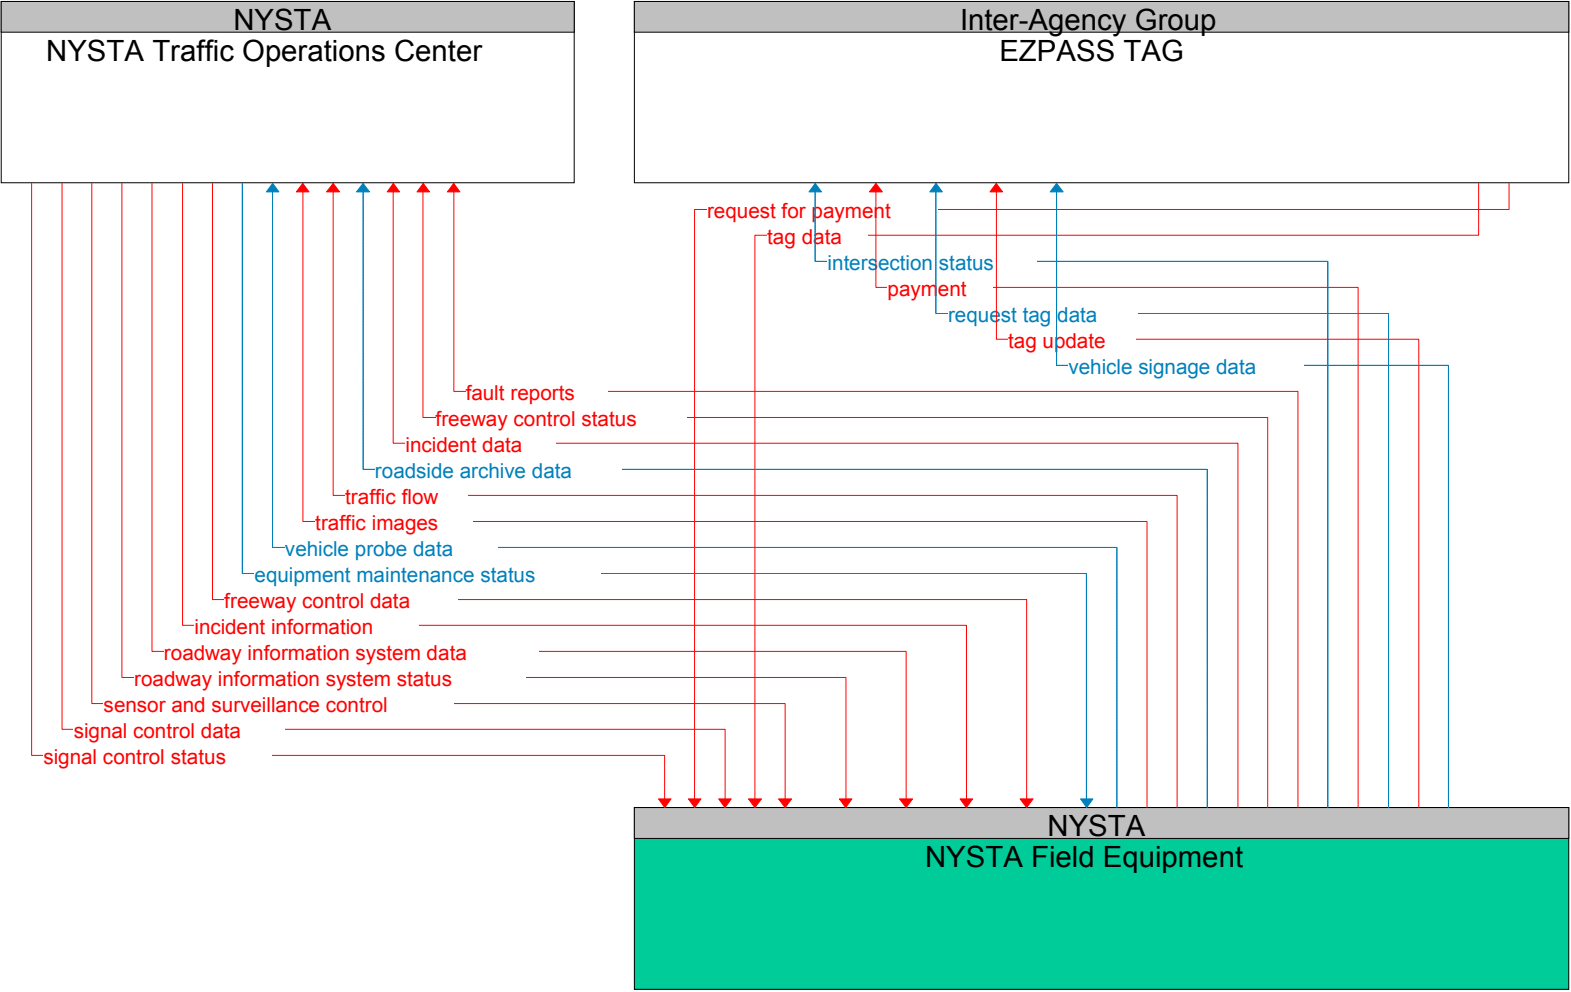 NYSTA
NYSTA Traffic Operations Center
Inter-Agency Group
EZPASS TAG
request for payment
tag data
intersection status
payment
request tag data
tag update
vehicle signage data
fault reports
freeway control status
incident data
roadside archive data
traffic flow
traffic images
vehicle probe data
equipment maintenance status
freeway control data
incident information
roadway information system data
roadway information system status
sensor and surveillance control
signal control data
signal control status
NYSTA
NYSTA Field Equipment